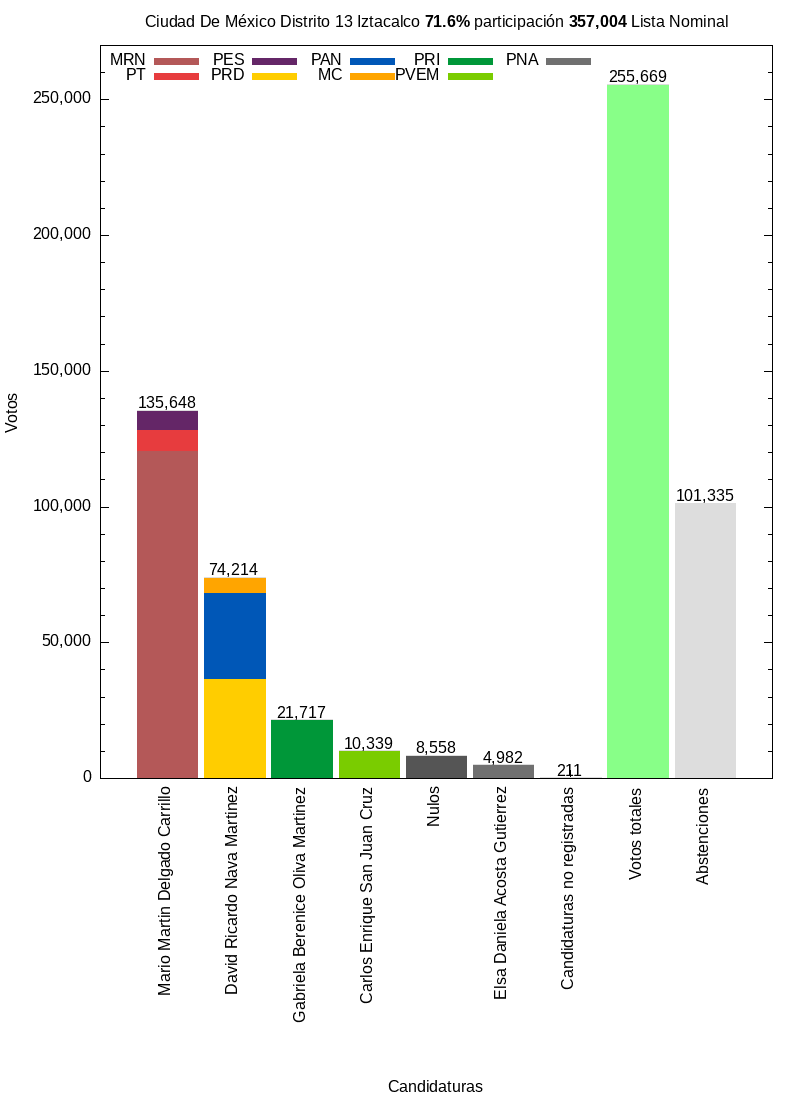 Ciudad De México Distrito 13 Iztacalco 71.6% participación 357,004 Lista Nominal
MRN PES PAN PRI PNA
PT PRD MC PVEM
250,000
200,000
150,000
100,000
50,000
0
Votos
135,648
74,214
21,717
10,339
8,558
4,982
211
255,669
101,335
Mario Martin Delgado Carrillo
David Ricardo Nava Martinez
Gabriela Berenice Oliva Martinez
Carlos Enrique San Juan Cruz
Nulos
Elsa Daniela Acosta Gutierrez
Candidaturas no registradas
Votos totales
Abstenciones
Candidaturas